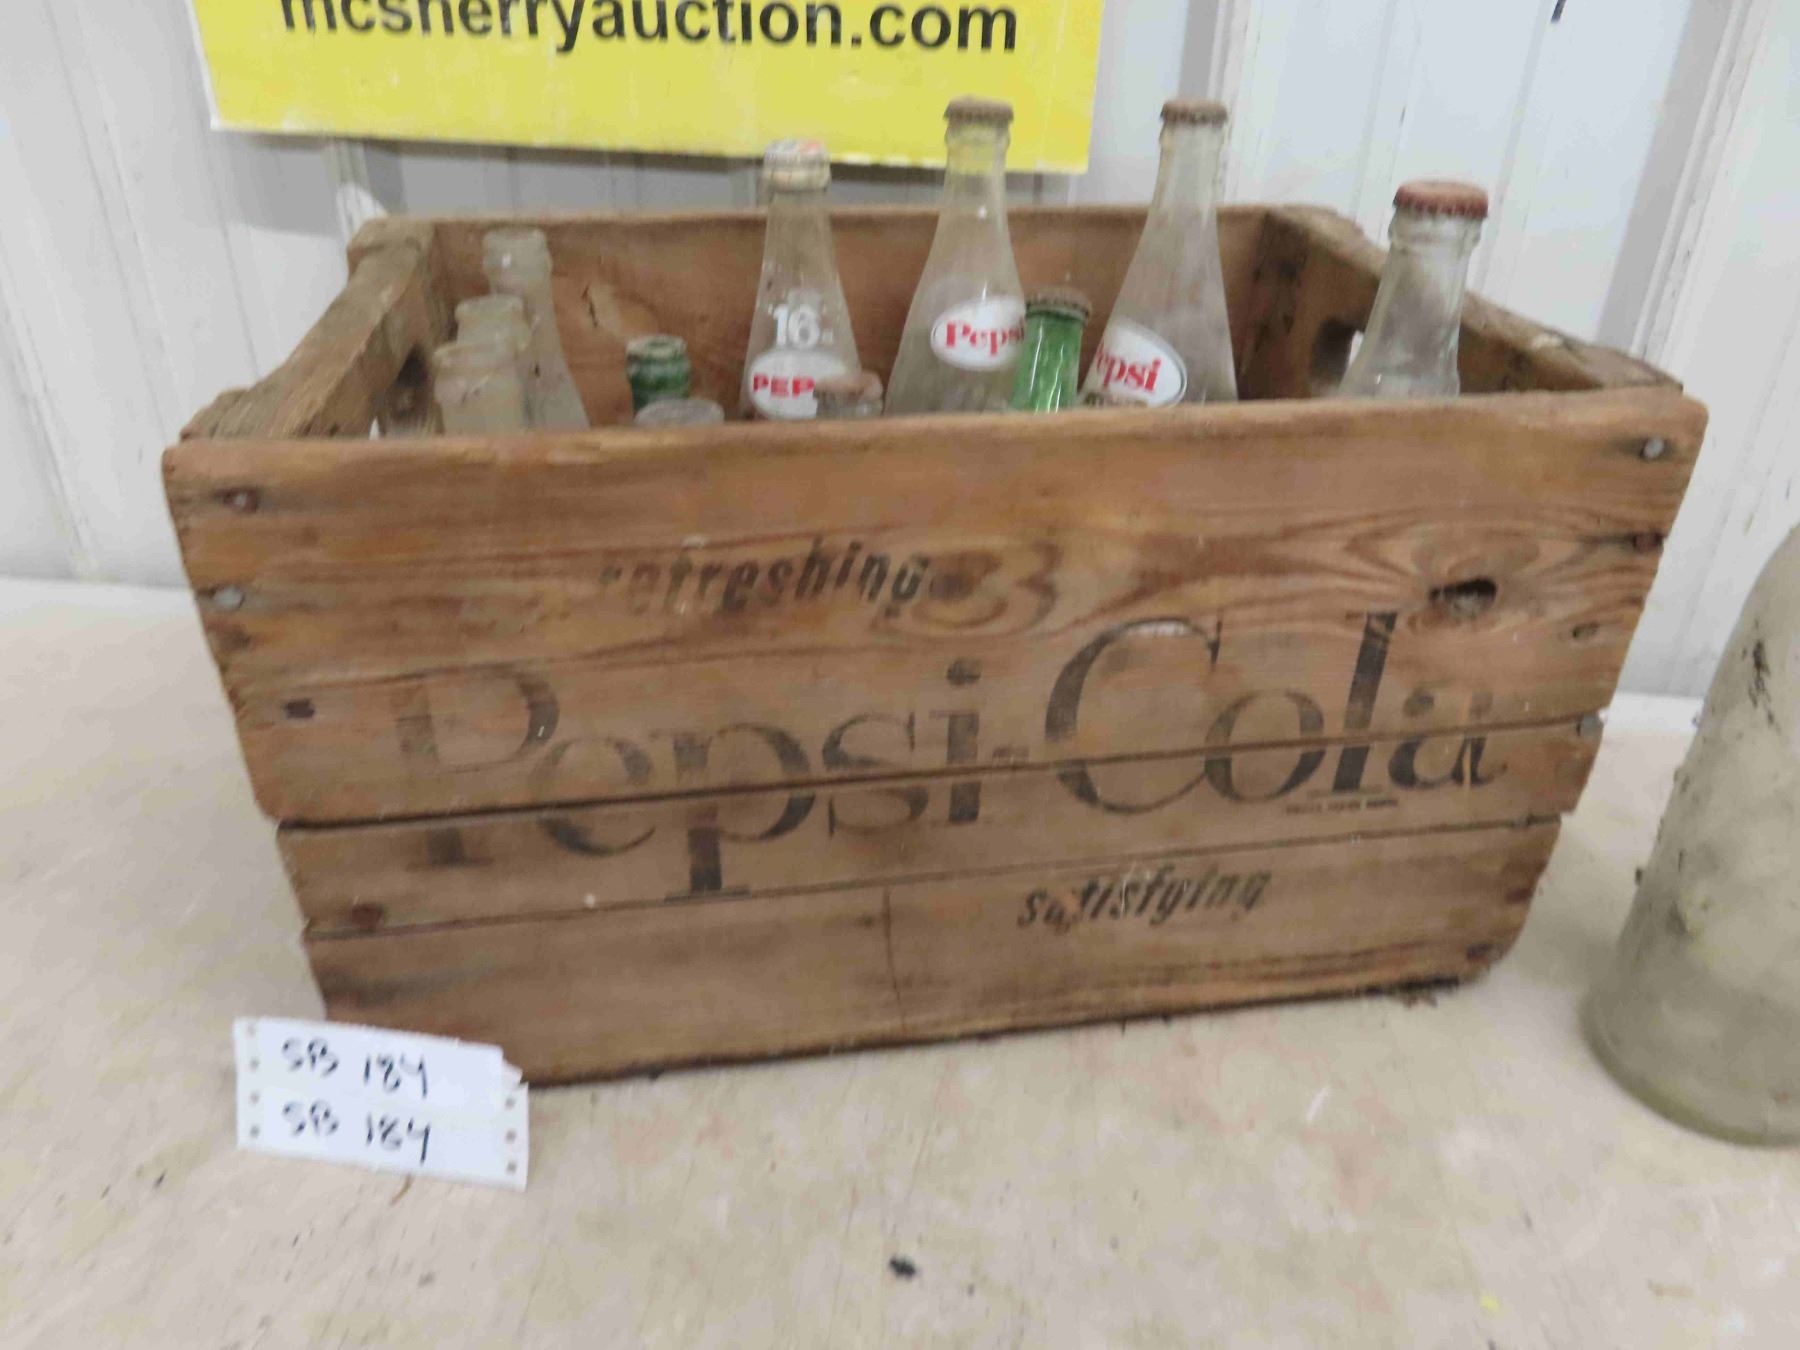 mcsherryauction.com
16
PEP
Pepsi
Pepsi
refreshing
Pepsi-Cola
satisfying
SB 184
SB 184